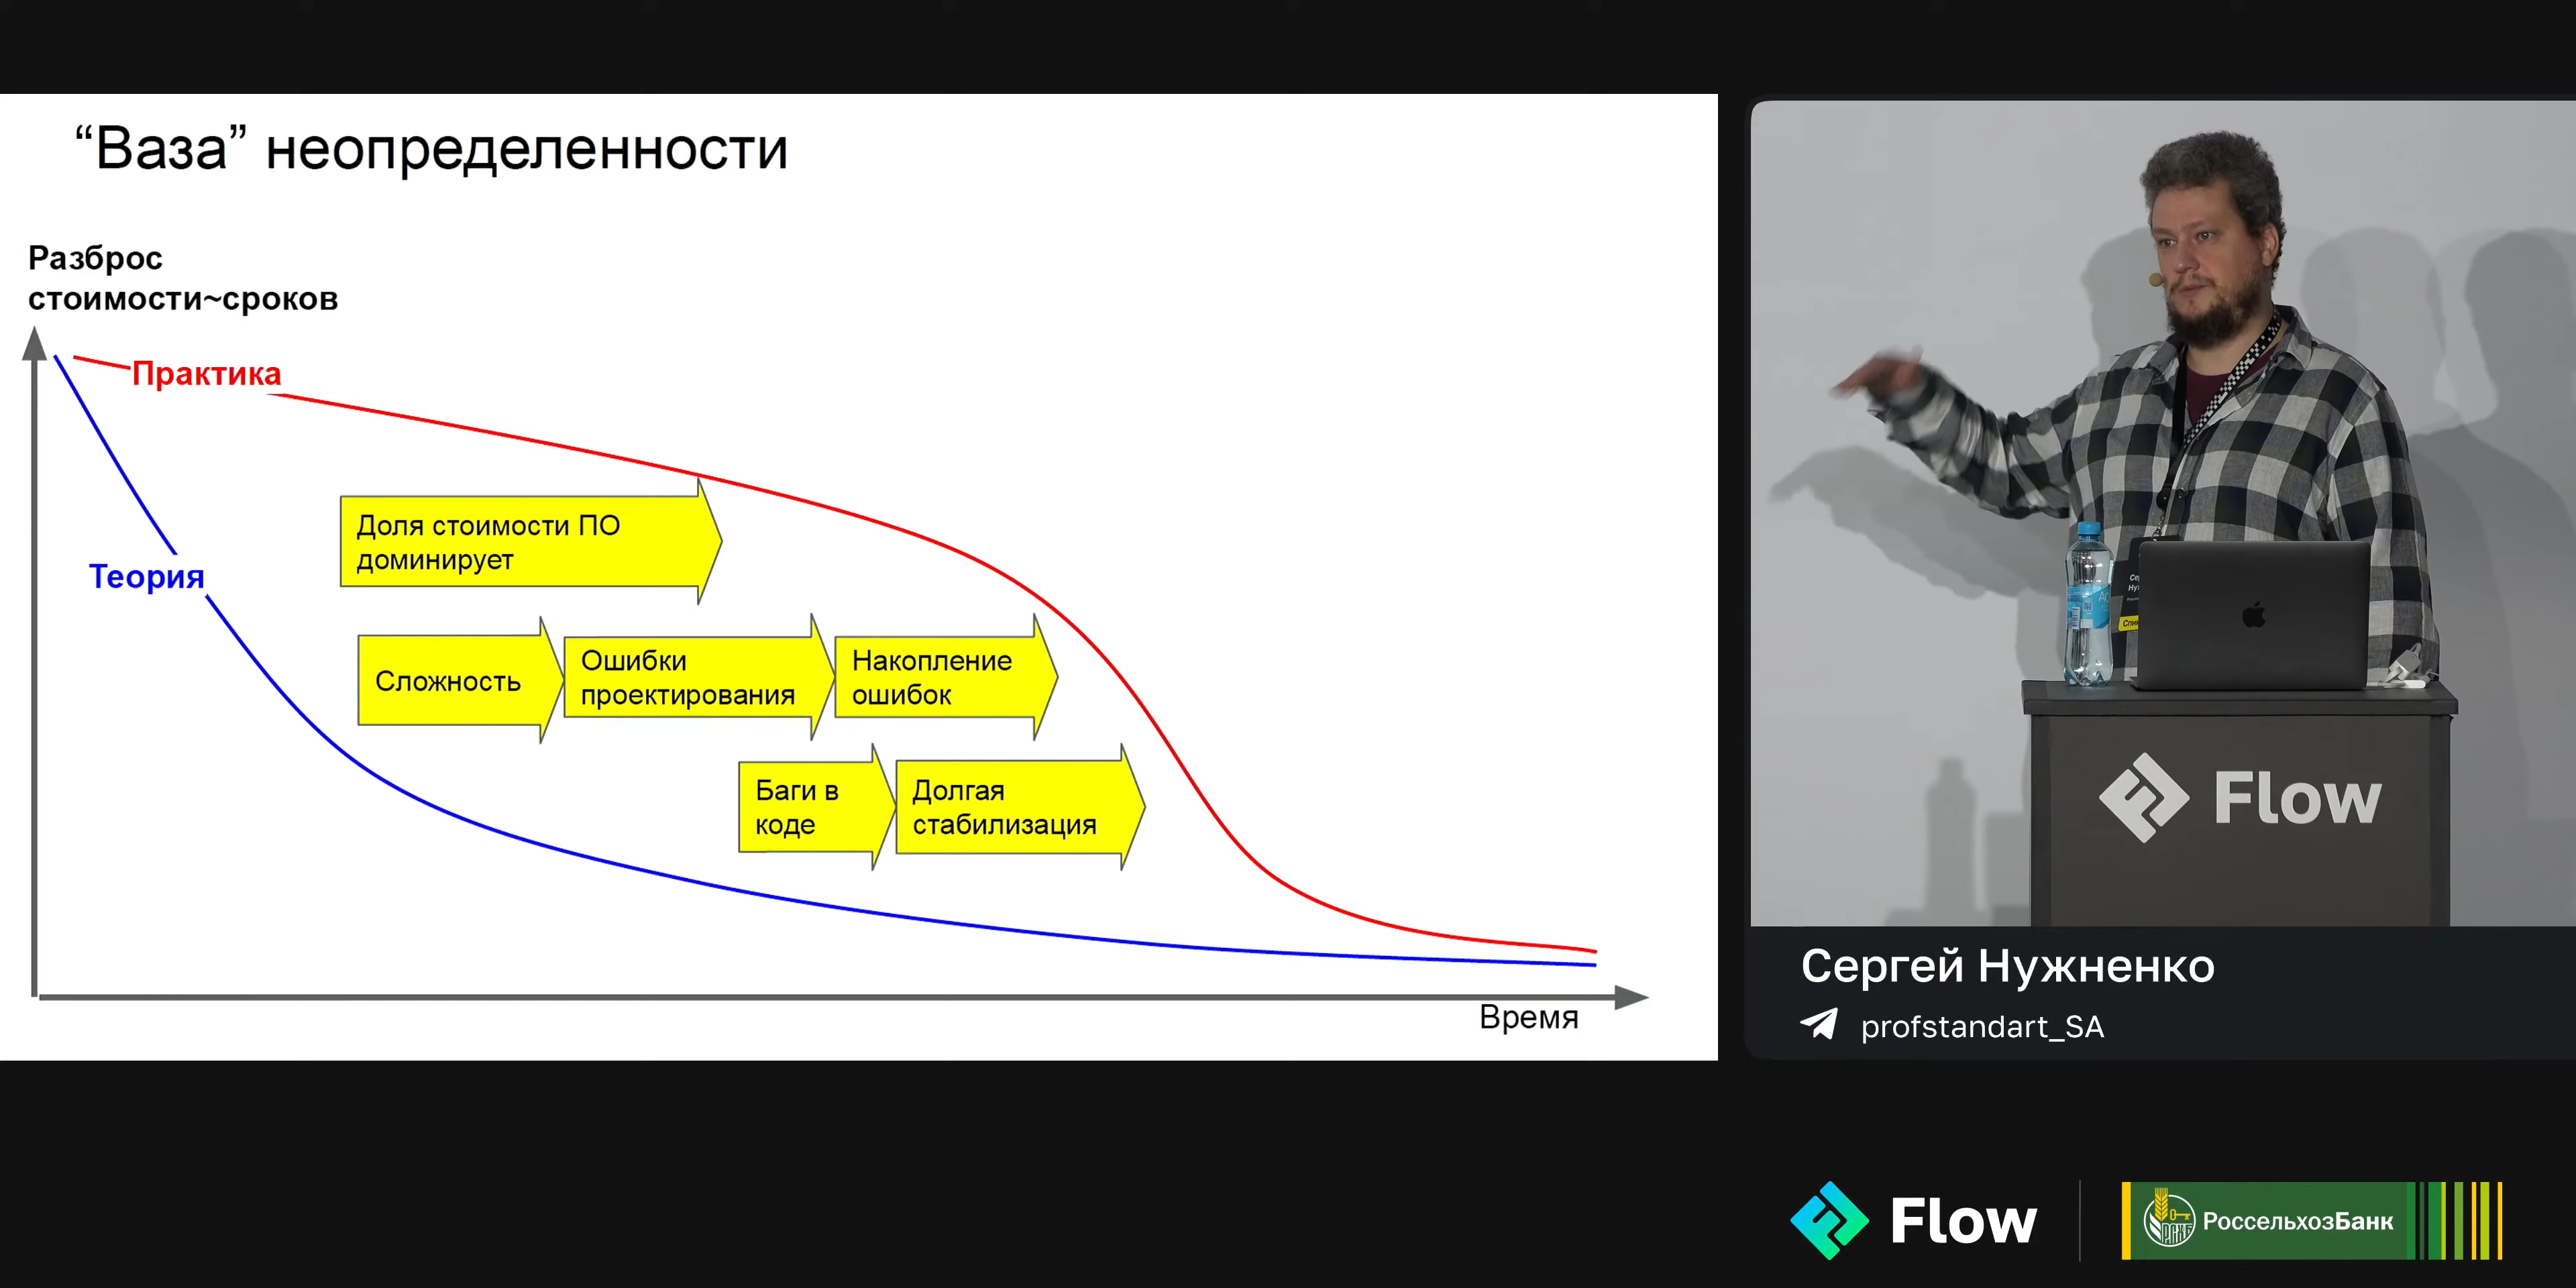 “Ваза” неопределенности
Разброс
стоимости~сроков
Практика
Теория
Доля стоимости ПО
доминирует
Сложность
Ошибки
проектирования
Накопление
ошибок
Баги в
коде
Долгая
стабилизация
Время
Flow
Сергей Нужненко
profstandart_SA
Flow
РоссельхозБанк